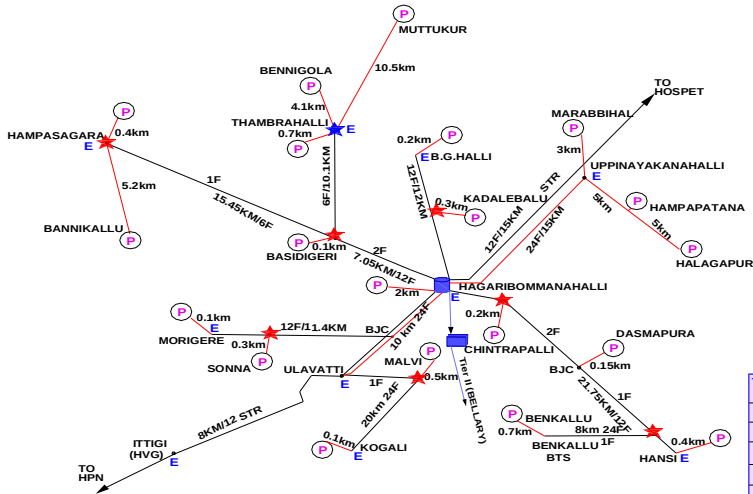 P
MUTTUKUR
10.5km
BENNIGOLA
P
4.1km
THAMBRAHALLI
0.7km
E
P
TO
HOSPET
P
HAMPASAGARA
0.4km
E
5.2km
BANNIKALLU
P
1F
15.45KM/6F
6F/10.1KM
P
0.1km
BASIDIGERI
2F
7.05KM/12F
0.2km
P
E B.G.HALLI
12F/12KM
0.3km
KADALEBALU
P
STR
12F/15KM
24F/15KM
MARABBIHAL
P
3km
UPPINAYAKANAHALLI
E
5km
P
HAMPAPATANA
5km
P
HALAGAPUR
P
2km
HAGARIBOMMANAHALLI
E
0.2km
P
CHINTRAPALLI
10 km 24F
Tier II (BELLARY)
P
0.1km
E
MORIGERE
0.3km
12F/11.4KM
BJC
P
SONNA
ULAVATTI
E
1F
MALVI
P
0.5km
20km 24F
0.1km
P
E
KOGALI
8KM/12 STR
ITTIGI
(HVG)
E
TO
HPN
2F
DASMAPURA
P
0.15km
BJC
1F
21.75KM/12F
BENKALLU
P
0.7km
8km 24F
1F
BENKALLU
BTS
0.4km
P
HANSI
E